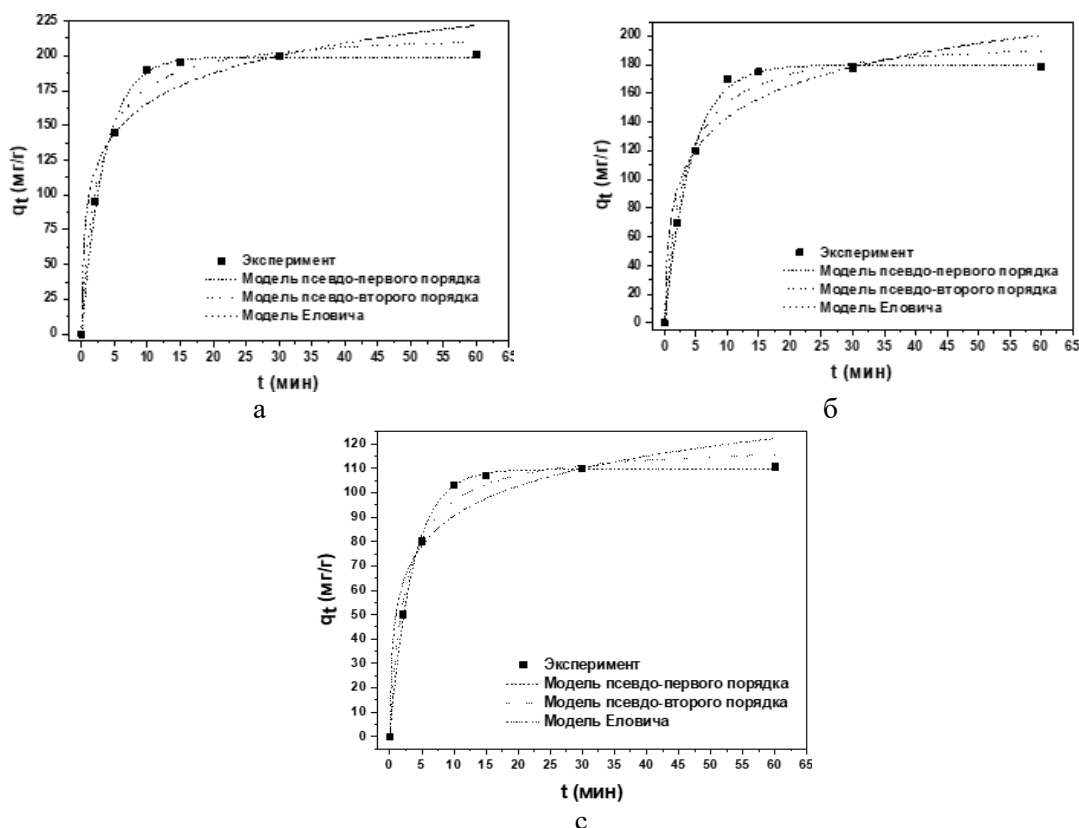 225
200
175
150
125
100
75
50
25
0
qt (мг/г)
Эксперимент
Модель псевдо-первого порядка
Модель псевдо-второго порядка
Модель Еловича
0 5 10 15 20 25 30 35 40 45 50 55 60 65
t (мин)
а
200
180
160
140
120
100
80
60
40
20
0
qt (мг/г)
Эксперимент
Модель псевдо-первого порядка
Модель псевдо-второго порядка
Модель Еловича
0 5 10 15 20 25 30 35 40 45 50 55 60 65
t (мин)
б
120
110
100
90
80
70
60
50
40
30
20
10
0
qt (мг/г)
Эксперимент
Модель псевдо-первого порядка
Модель псевдо-второго порядка
Модель Еловича
0 5 10 15 20 25 30 35 40 45 50 55 60 65
t (мин)
с